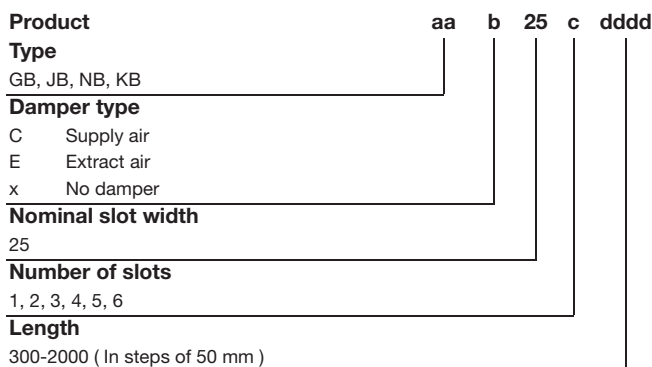 Product aa b 25 c dddd
Type
GB, JB, NB, KB
Damper type
C Supply air
E Extract air
x No damper
Nominal slot width
25
Number of slots
1, 2, 3, 4, 5, 6
Length
300-2000 ( In steps of 50 mm )